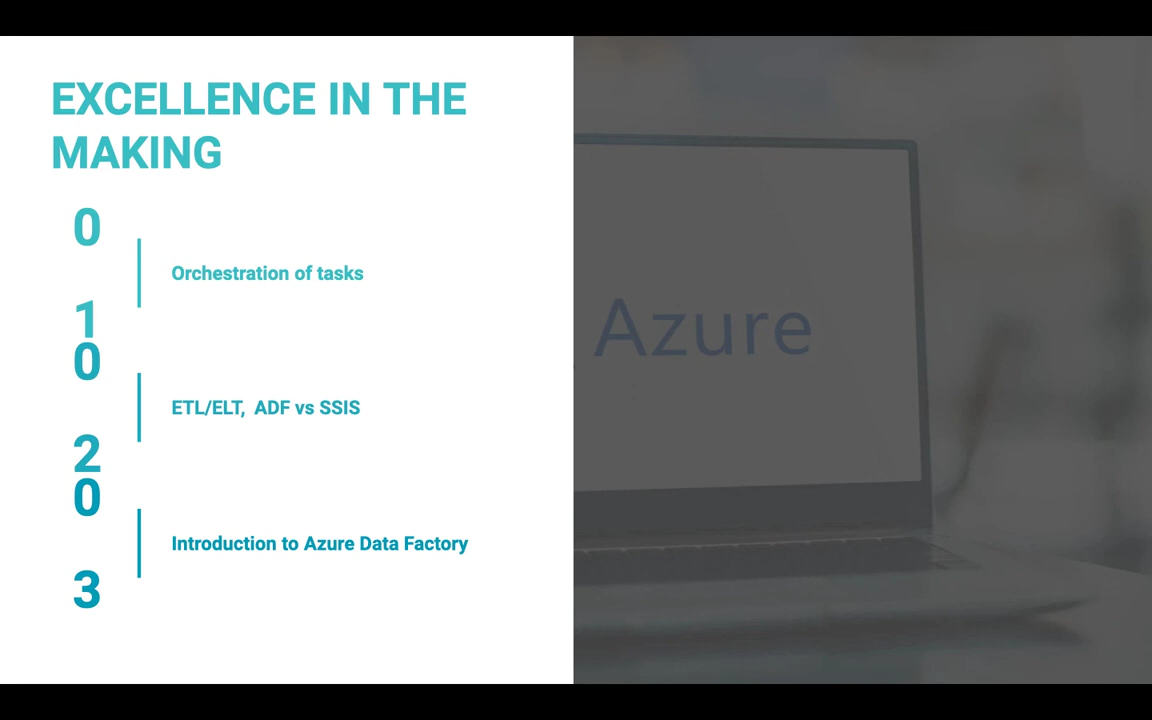 EXCELLENCE IN THE
MAKING
0
1
Orchestration of tasks
0
2
ETL/ELT,  ADF vs SSIS
0
3
Introduction to Azure Data Factory
Azure